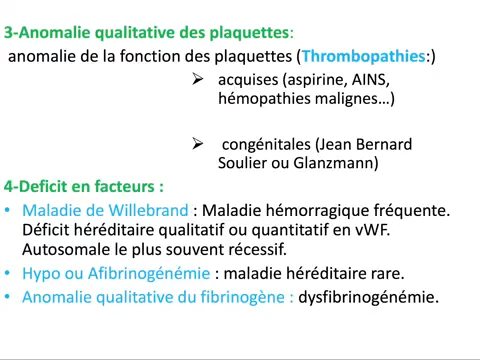 3-Anomalie qualitative des plaquettes:
anomalie de la fonction des plaquettes (Thrombopathies:)
➢ acquises (aspirine, AINS,
hémopathies malignes…)
➢ congénitales (Jean Bernard
Soulier ou Glanzmann)
4-Deficit en facteurs :
• Maladie de Willebrand : Maladie hémorragique fréquente.
Déficit héréditaire qualitatif ou quantitatif en vWF.
Autosomale le plus souvent récessif.
• Hypo ou Afibrinogénémie : maladie héréditaire rare.
• Anomalie qualitative du fibrinogène : dysfibrinogénémie.